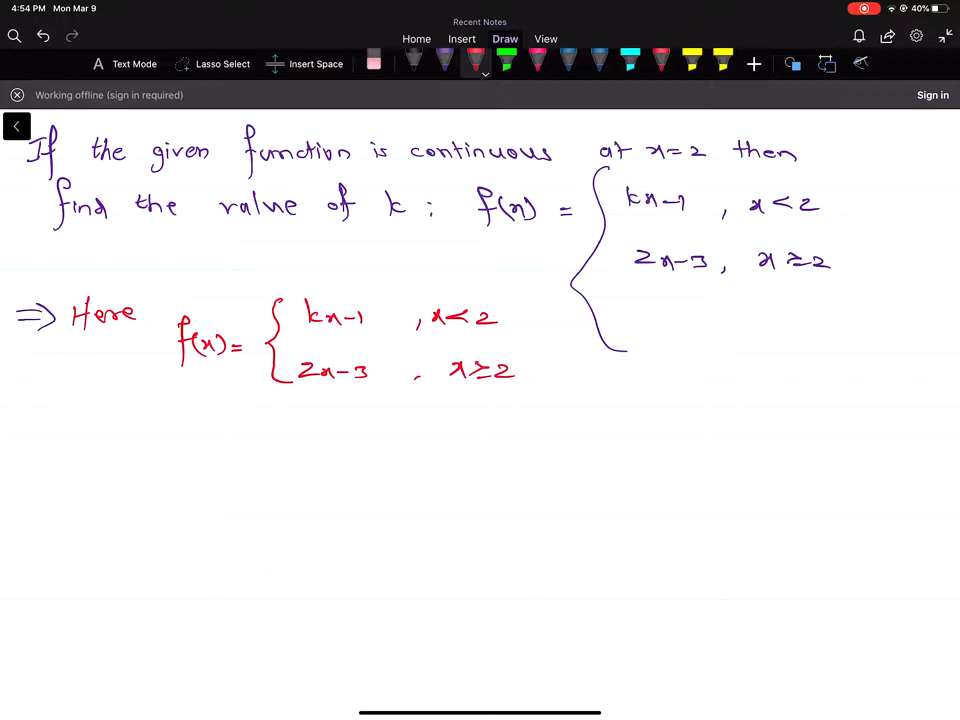 4:54 PM Mon Mar 9
40%
Recent Notes
Home Insert Draw View
A Text Mode Lasso Select Insert Space
Working offline (sign in required) Sign in
If the given function is continuous at x=2 then
find the value of k : f(x) = { kx-1 , x<2
2x-3 , x≥2
⇒ Here f(x) = { kx-1 , x<2
2x-3 , x≥2